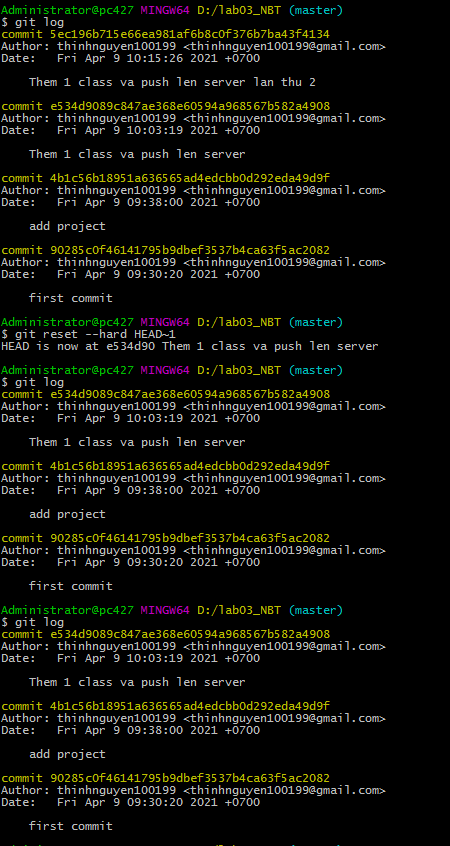 Administrator@pc427 MINGW64 D:/lab03_NBT (master)
$ git log
commit 5ec196b715e66ea981af6b8c0f376b7ba43f4134
Author: thinhnguyen100199 <thinhnguyen100199@gmail.com>
Date:   Fri Apr 9 10:15:26 2021 +0700

    Them 1 class va push len server lan thu 2

commit e534d9089c847ae368e60594a968567b582a4908
Author: thinhnguyen100199 <thinhnguyen100199@gmail.com>
Date:   Fri Apr 9 10:03:19 2021 +0700

    Them 1 class va push len server

commit 4b1c56b18951a636565ad4edcbb0d292eda49d9f
Author: thinhnguyen100199 <thinhnguyen100199@gmail.com>
Date:   Fri Apr 9 09:38:00 2021 +0700

    add project

commit 90285c0f46141795b9dbef3537b4ca63f5ac2082
Author: thinhnguyen100199 <thinhnguyen100199@gmail.com>
Date:   Fri Apr 9 09:30:20 2021 +0700

    first commit

Administrator@pc427 MINGW64 D:/lab03_NBT (master)
$ git reset --hard HEAD~1
HEAD is now at e534d90 Them 1 class va push len server

Administrator@pc427 MINGW64 D:/lab03_NBT (master)
$ git log
commit e534d9089c847ae368e60594a968567b582a4908
Author: thinhnguyen100199 <thinhnguyen100199@gmail.com>
Date:   Fri Apr 9 10:03:19 2021 +0700

    Them 1 class va push len server

commit 4b1c56b18951a636565ad4edcbb0d292eda49d9f
Author: thinhnguyen100199 <thinhnguyen100199@gmail.com>
Date:   Fri Apr 9 09:38:00 2021 +0700

    add project

commit 90285c0f46141795b9dbef3537b4ca63f5ac2082
Author: thinhnguyen100199 <thinhnguyen100199@gmail.com>
Date:   Fri Apr 9 09:30:20 2021 +0700

    first commit

Administrator@pc427 MINGW64 D:/lab03_NBT (master)
$ git log
commit e534d9089c847ae368e60594a968567b582a4908
Author: thinhnguyen100199 <thinhnguyen100199@gmail.com>
Date:   Fri Apr 9 10:03:19 2021 +0700

    Them 1 class va push len server

commit 4b1c56b18951a636565ad4edcbb0d292eda49d9f
Author: thinhnguyen100199 <thinhnguyen100199@gmail.com>
Date:   Fri Apr 9 09:38:00 2021 +0700

    add project

commit 90285c0f46141795b9dbef3537b4ca63f5ac2082
Author: thinhnguyen100199 <thinhnguyen100199@gmail.com>
Date:   Fri Apr 9 09:30:20 2021 +0700

    first commit